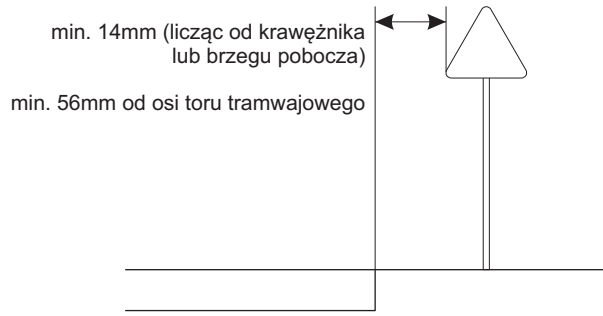 min. 14mm (licząc od krawężnika
lub brzegu pobocza)
min. 56mm od osi toru tramwajowego